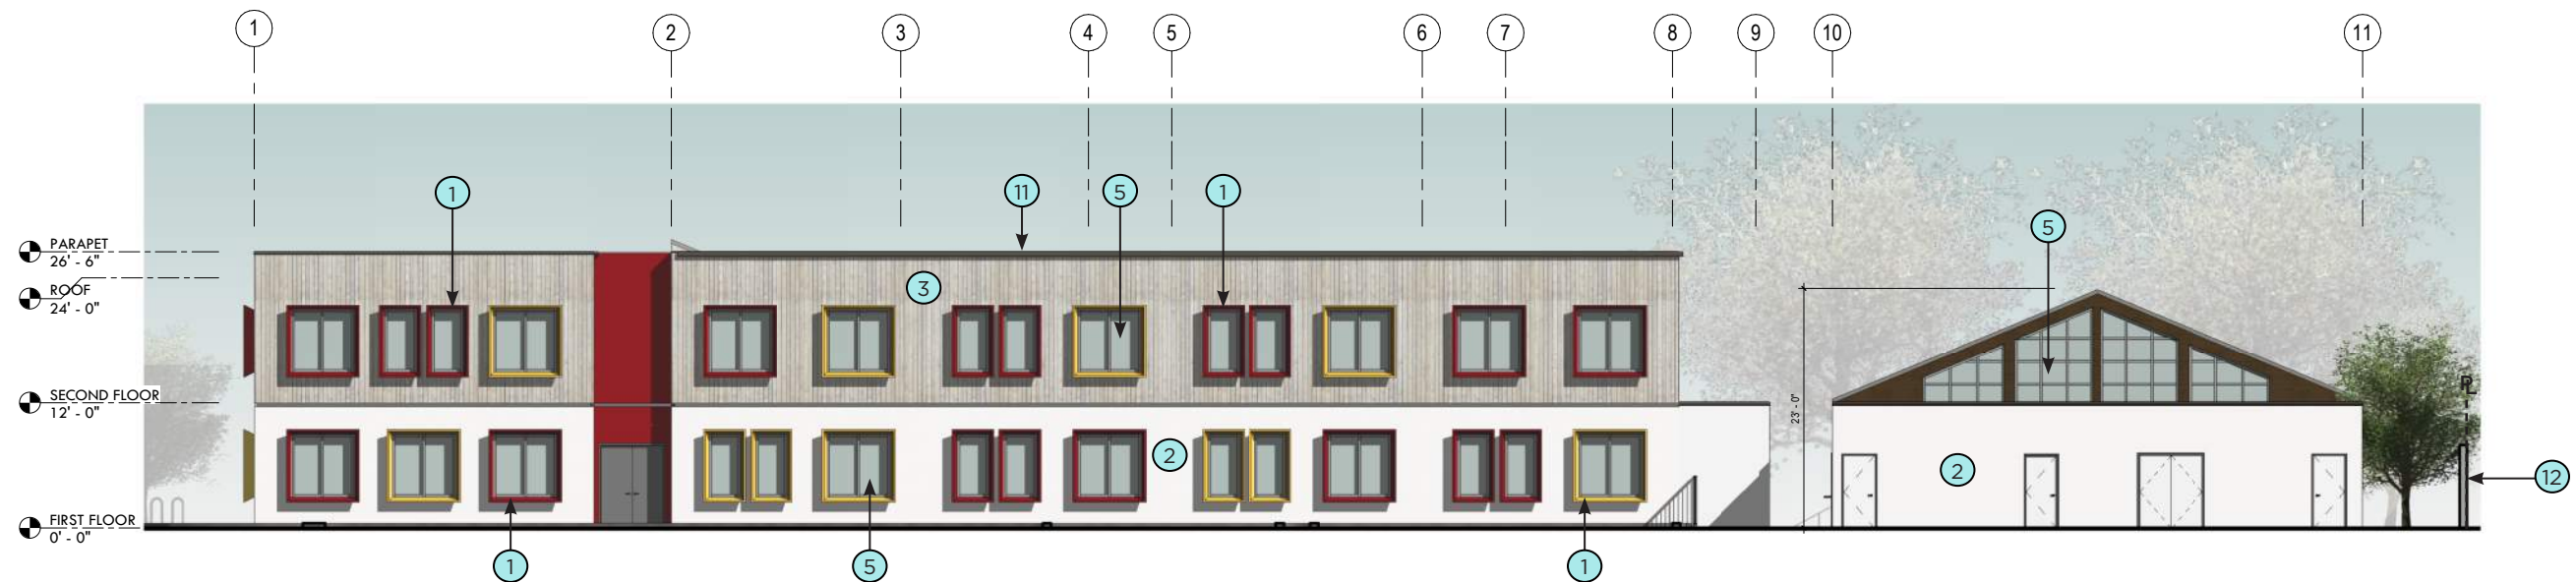 1 2 3 4 5 6 7 8 9 10 11
1 11 5 1 5
PARAPET
26' - 6"
ROOF
24' - 0"
3
SECOND FLOOR
12' - 0"
23' - 0"
PL
2 2 12
FIRST FLOOR
0' - 0"
1 5 1